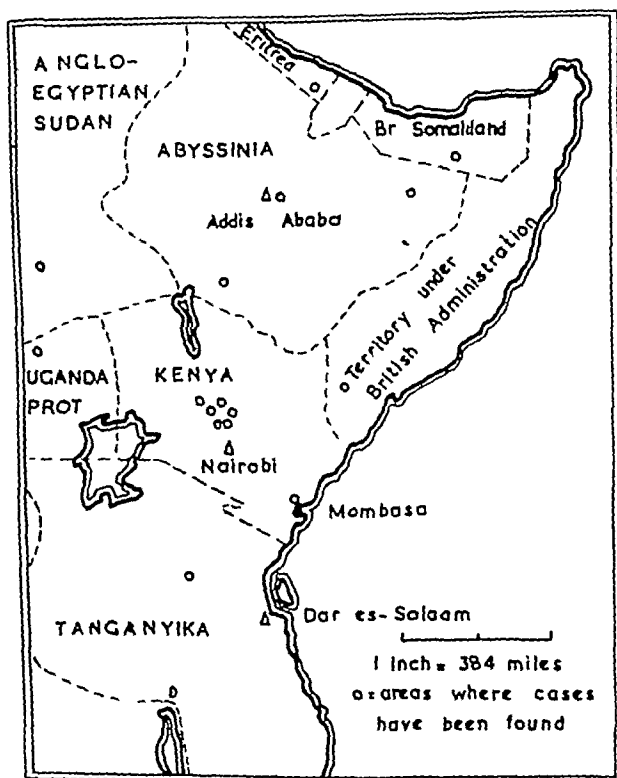 ANGLO-
EGYPTIAN
SUDAN
Eritrea
Br Somaliland
ABYSSINIA
Addis Ababa
Territory under
British Administration
UGANDA
PROT
KENYA
Nairobi
Mombasa
Dar es-Salaam
TANGANYIKA
1 inch = 384 miles
o = areas where cases
have been found